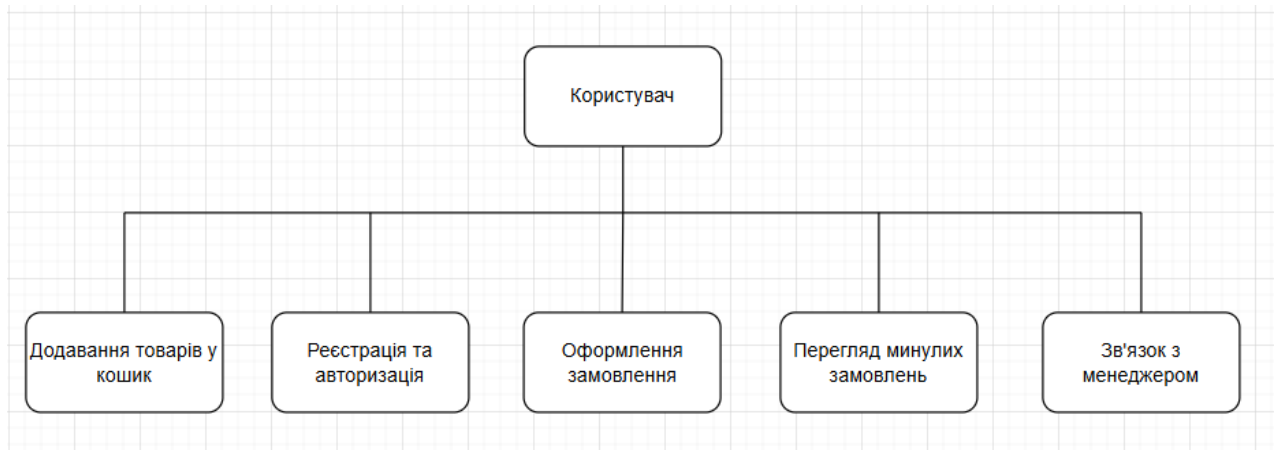 Користувач
Додавання товарів у
кошик
Реєстрація та
авторизація
Оформлення
замовлення
Перегляд минулих
замовлень
Зв'язок з
менеджером